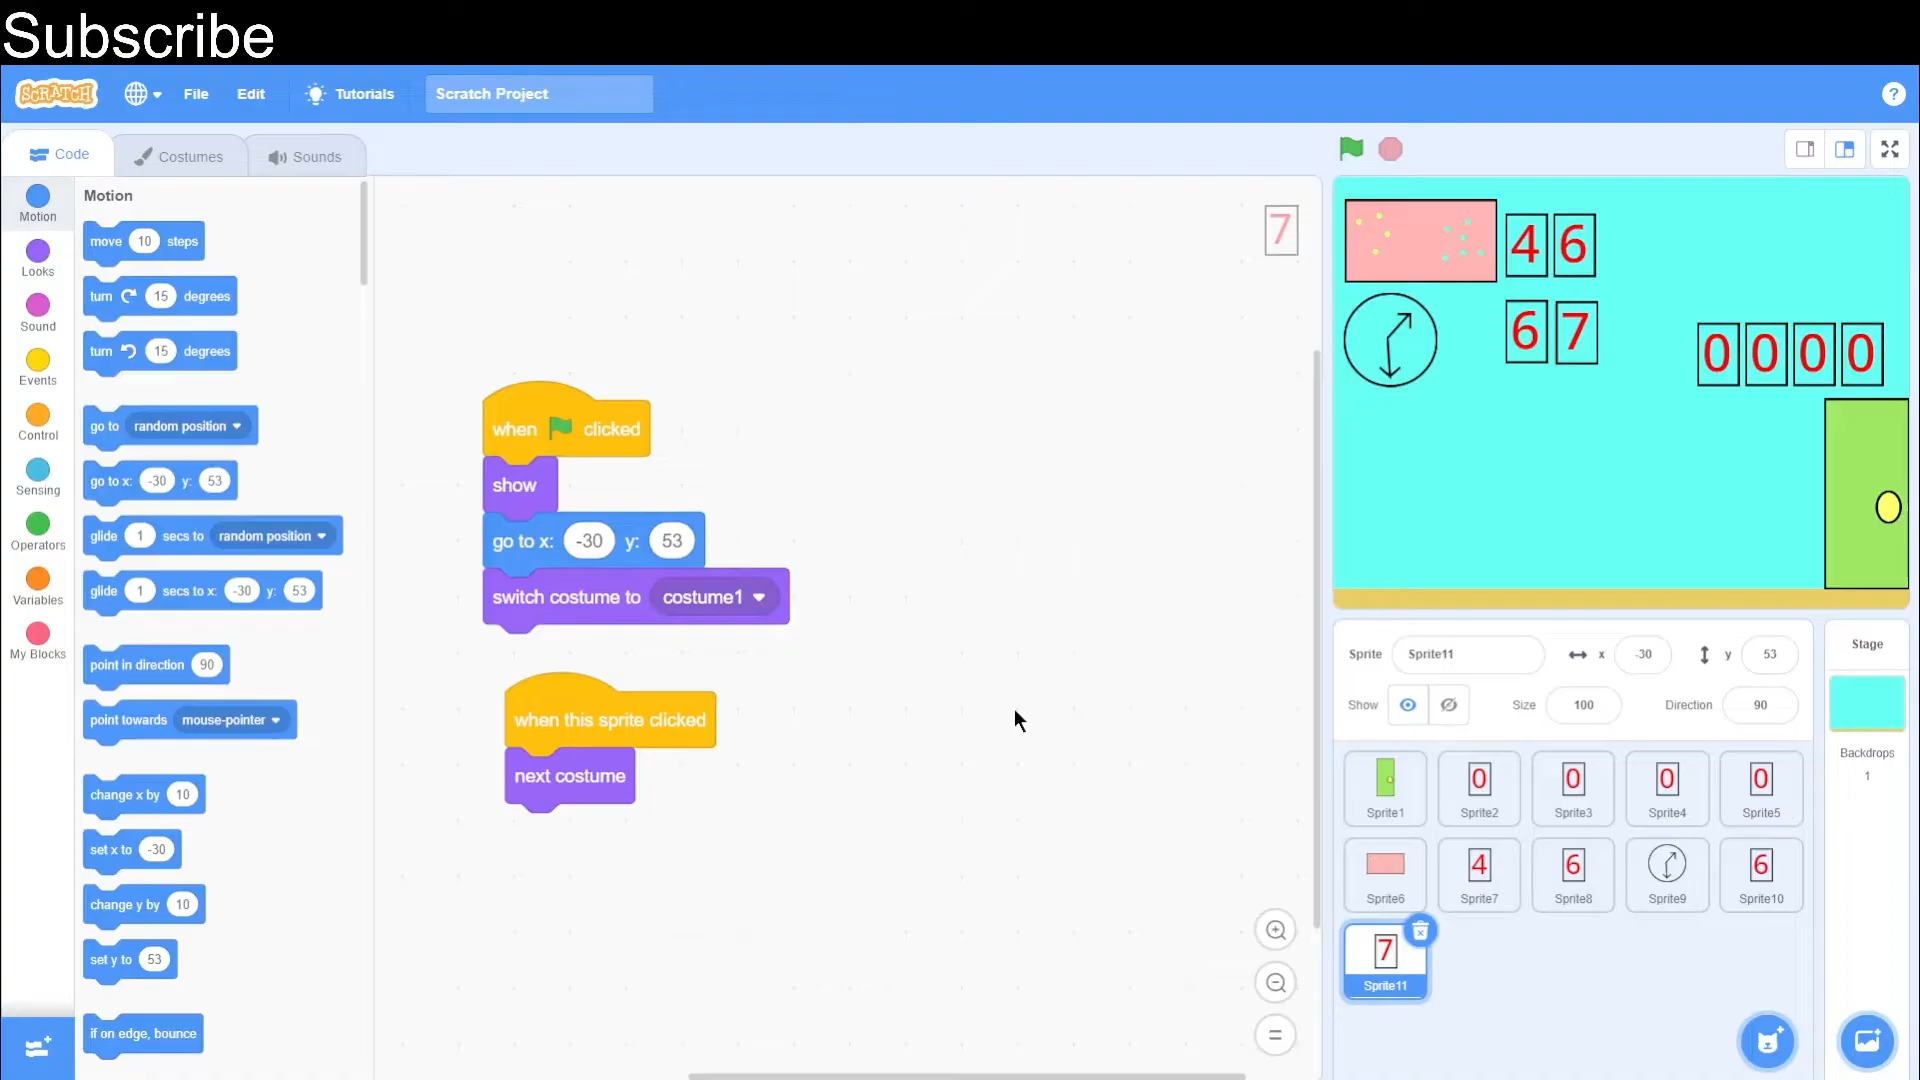 Subscribe
SCRATCH
File
Edit
Tutorials
Scratch Project
?
Code
Costumes
Sounds
Motion
Looks
Sound
Events
Control
Sensing
Operators
Variables
My Blocks
Motion
move 10 steps
turn 15 degrees
turn 15 degrees
go to random position
go to x: -30 y: 53
glide 1 secs to random position
glide 1 secs to x: -30 y: 53
point in direction 90
point towards mouse-pointer
change x by 10
set x to -30
change y by 10
set y to 53
if on edge, bounce
when clicked
show
go to x: -30 y: 53
switch costume to costume1
when this sprite clicked
next costume
7
4 6
6 7
0 0 0 0
Sprite Sprite11 x -30 y 53
Show Size 100 Direction 90
0 0 0 0
Sprite1 Sprite2 Sprite3 Sprite4 Sprite5
4 6 6
Sprite6 Sprite7 Sprite8 Sprite9 Sprite10
7
Sprite11
Stage
Backdrops
1